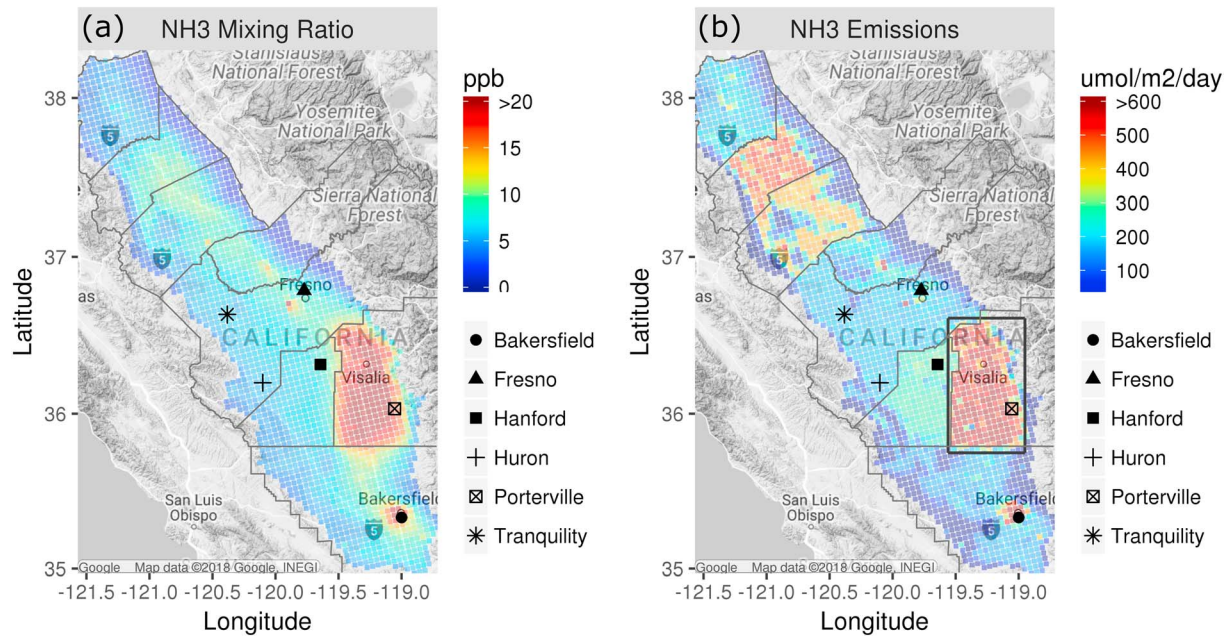 (a)
NH3 Mixing Ratio
Stanislaus
National Forest
Yosemite
National Park
Sierra National
Forest
5
5
Fresno
CALIFORNIA
Visalia
Bakersfield
San Luis
Obispo
5
as
Google Map data ©2018 Google, INEGI
38
37
36
35
Latitude
-121.5
-121.0
-120.5
-120.0
-119.5
-119.0
Longitude
ppb
>20
15
10
5
0
Bakersfield
Fresno
Hanford
Huron
Porterville
Tranquility
(b)
NH3 Emissions
Stanislaus
National Forest
Yosemite
National Park
Sierra National
Forest
5
5
Fresno
CALIFORNIA
Visalia
Bakersfield
San Luis
Obispo
5
as
Google Map data ©2018 Google, INEGI
38
37
36
35
Latitude
-121.5
-121.0
-120.5
-120.0
-119.5
-119.0
Longitude
umol/m2/day
>600
500
400
300
200
100
Bakersfield
Fresno
Hanford
Huron
Porterville
Tranquility